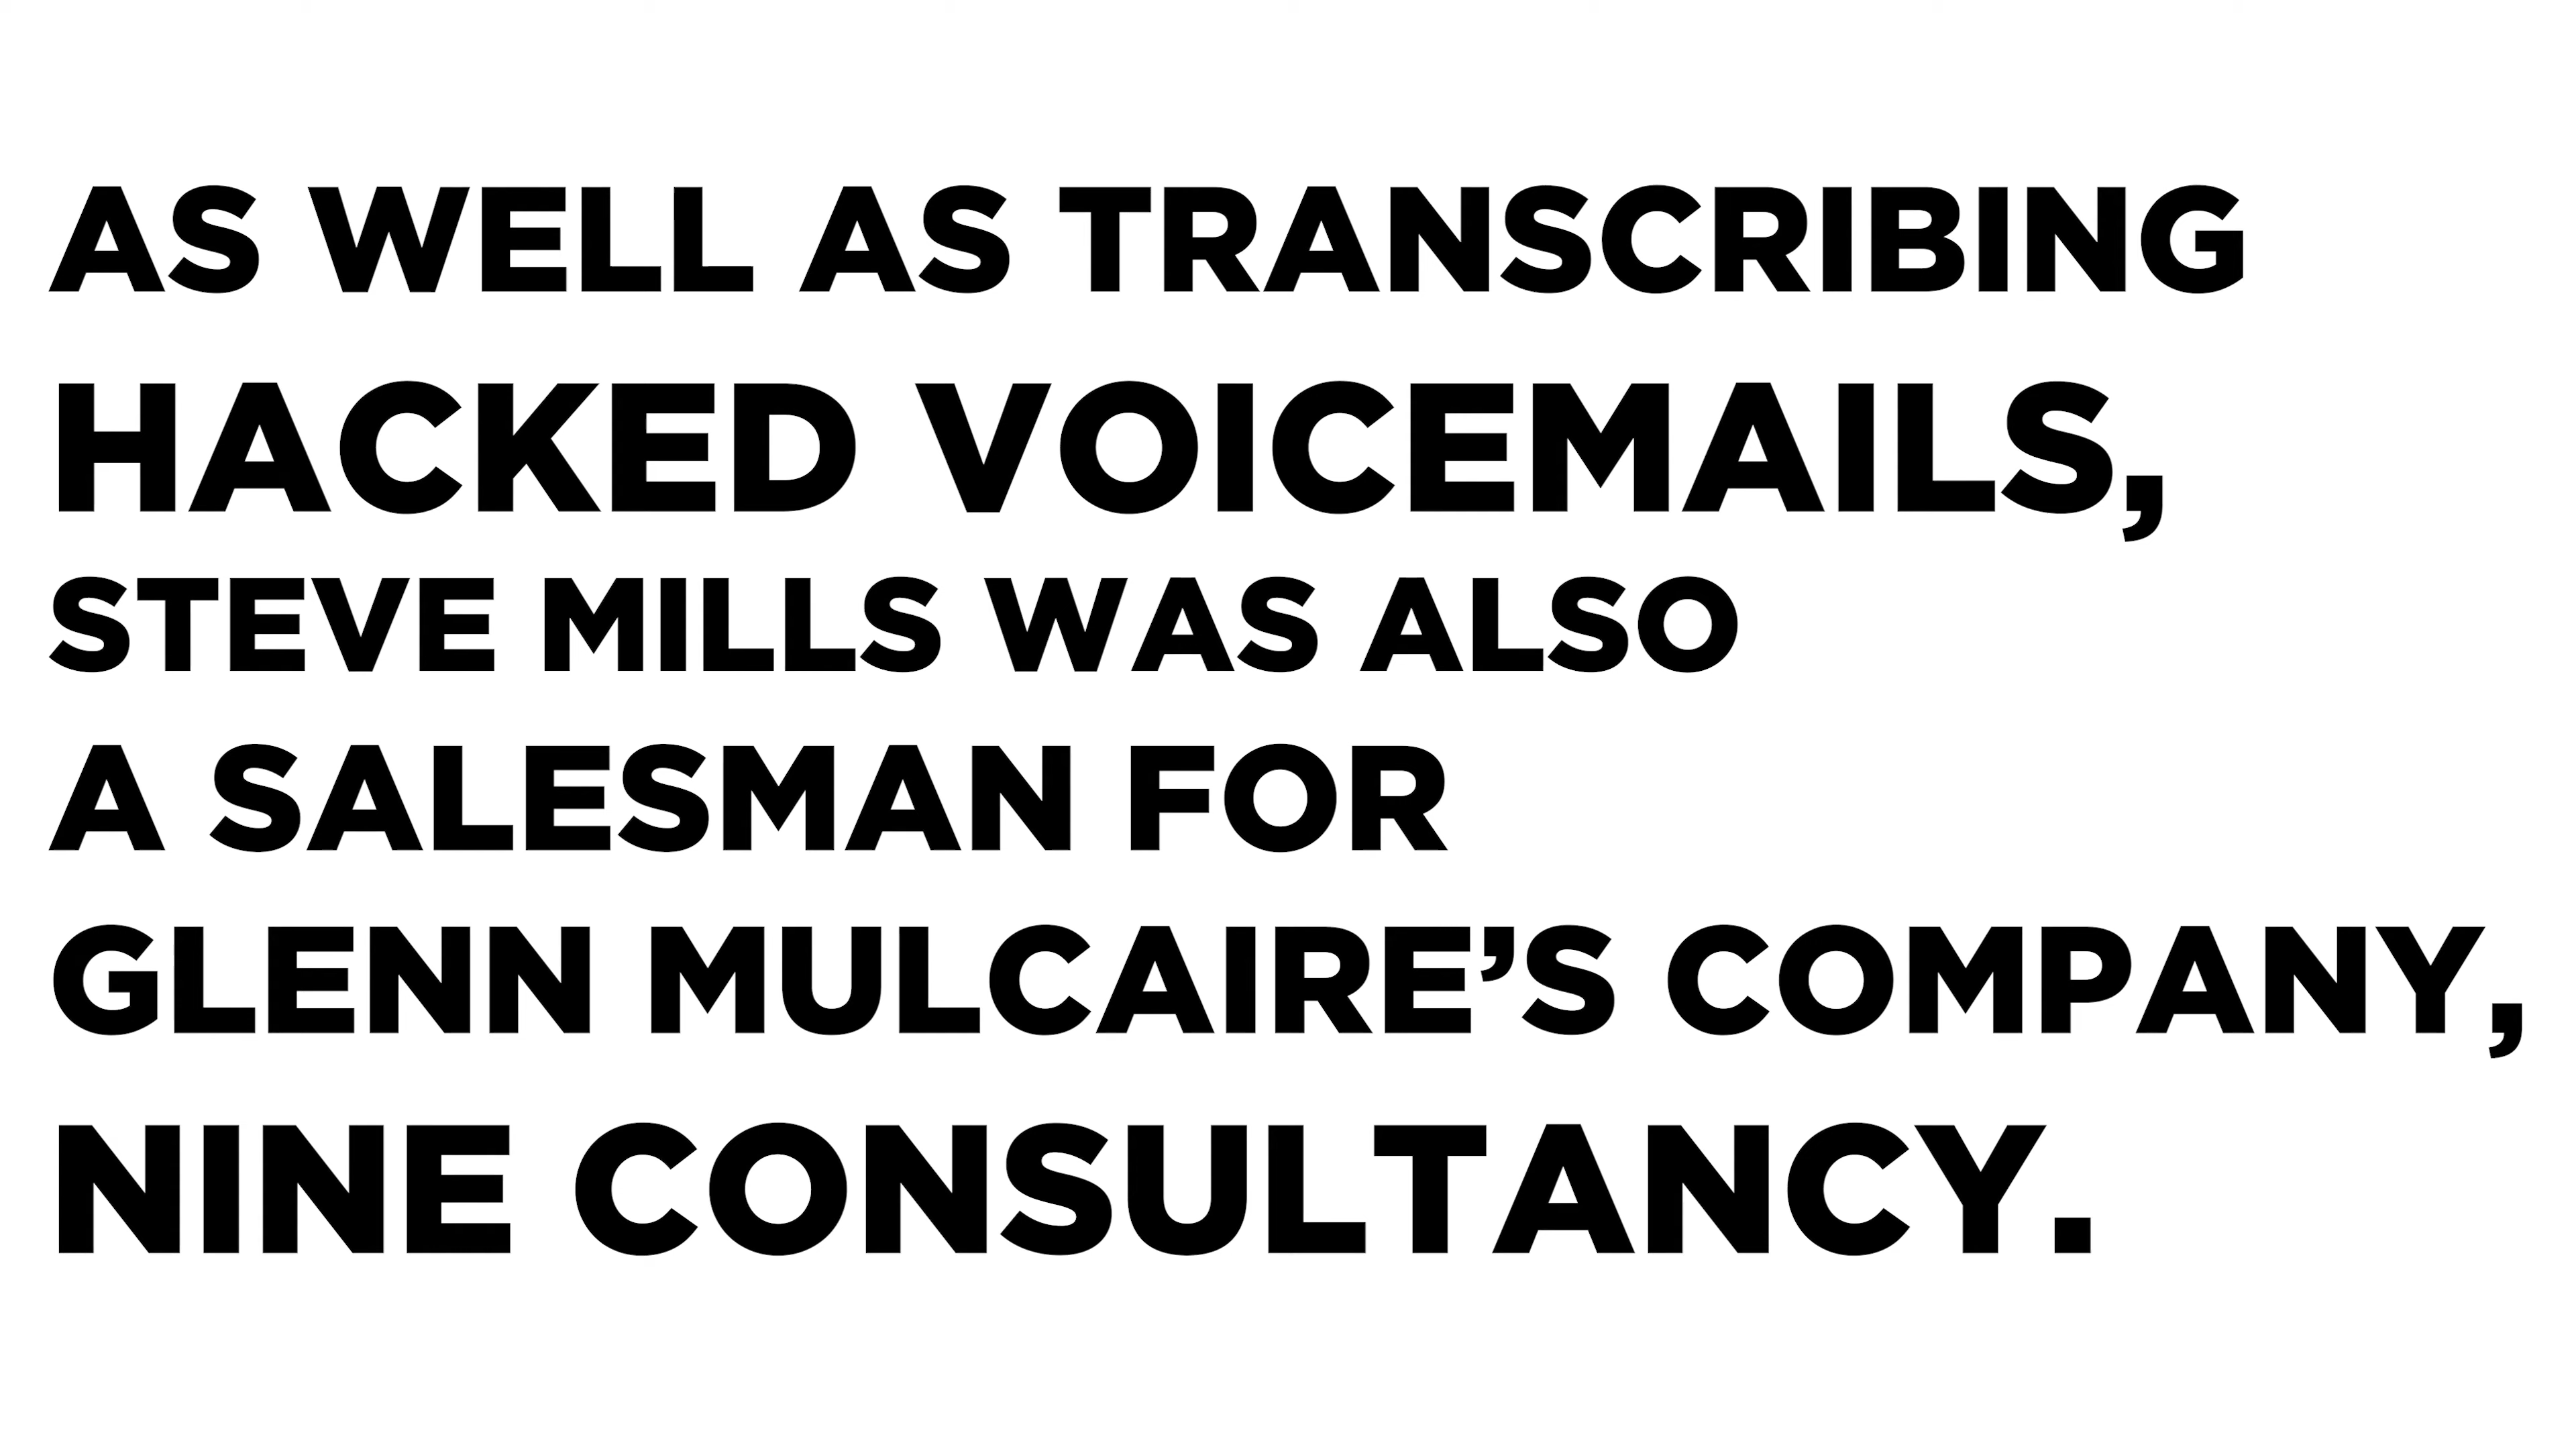 AS WELL AS TRANSCRIBING
HACKED VOICEMAILS,
STEVE MILLS WAS ALSO
A SALESMAN FOR
GLENN MULCAIRE’S COMPANY,
NINE CONSULTANCY.